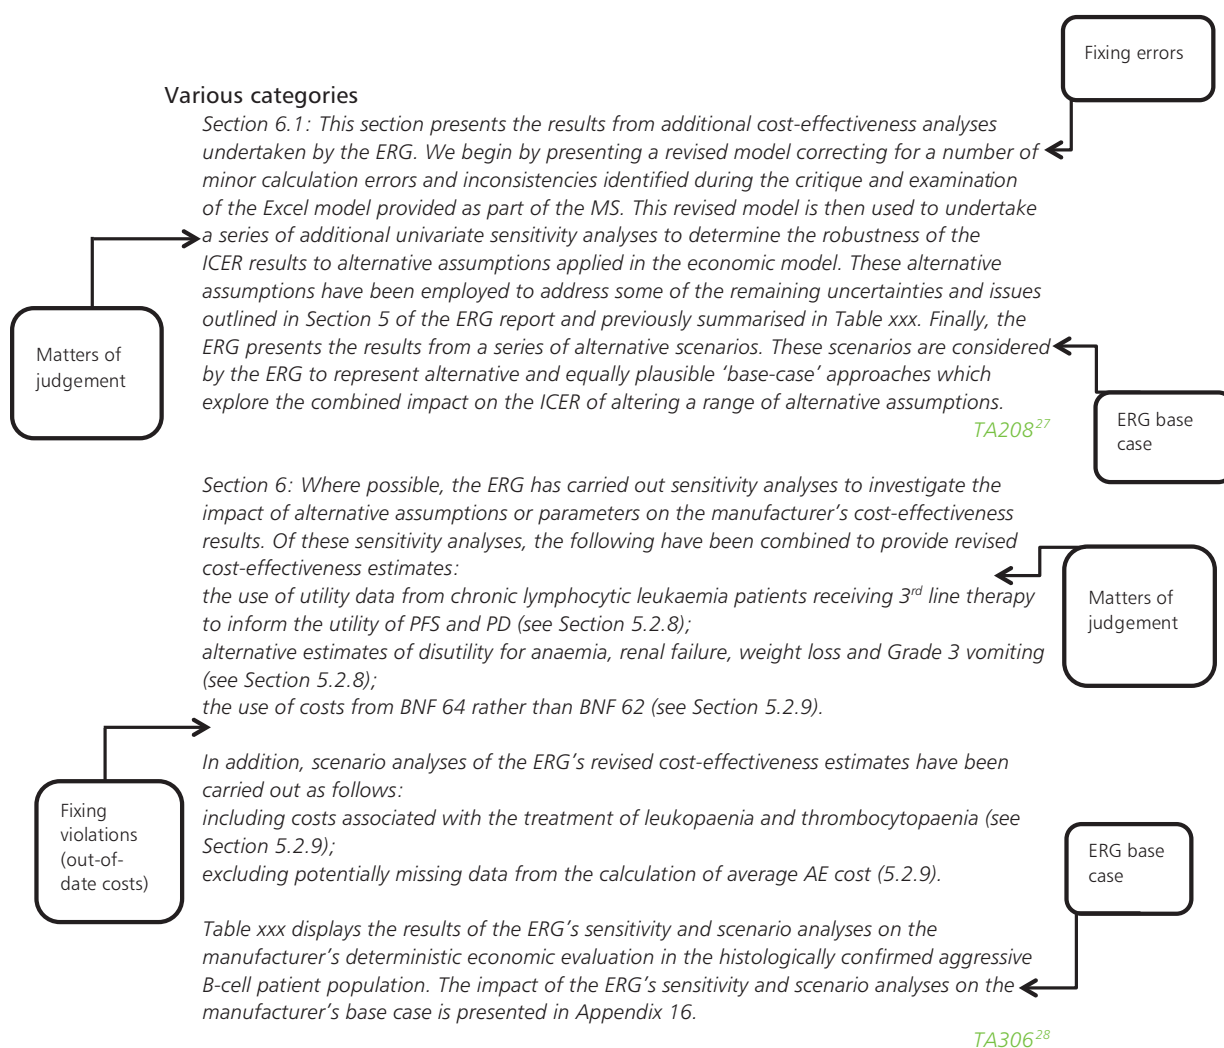 Fixing errors
Various categories
Section 6.1: This section presents the results from additional cost-effectiveness analyses
undertaken by the ERG. We begin by presenting a revised model correcting for a number of
minor calculation errors and inconsistencies identified during the critique and examination
of the Excel model provided as part of the MS. This revised model is then used to undertake
a series of additional univariate sensitivity analyses to determine the robustness of the
ICER results to alternative assumptions applied in the economic model. These alternative
assumptions have been employed to address some of the remaining uncertainties and issues
outlined in Section 5 of the ERG report and previously summarised in Table xxx. Finally, the
ERG presents the results from a series of alternative scenarios. These scenarios are considered
by the ERG to represent alternative and equally plausible ‘base-case’ approaches which
explore the combined impact on the ICER of altering a range of alternative assumptions.
TA208²⁷
Matters of
judgement
ERG base
case
Section 6: Where possible, the ERG has carried out sensitivity analyses to investigate the
impact of alternative assumptions or parameters on the manufacturer’s cost-effectiveness
results. Of these sensitivity analyses, the following have been combined to provide revised
cost-effectiveness estimates:
the use of utility data from chronic lymphocytic leukaemia patients receiving 3rd line therapy
to inform the utility of PFS and PD (see Section 5.2.8);
alternative estimates of disutility for anaemia, renal failure, weight loss and Grade 3 vomiting
(see Section 5.2.8);
the use of costs from BNF 64 rather than BNF 62 (see Section 5.2.9).
Matters of
judgement
In addition, scenario analyses of the ERG’s revised cost-effectiveness estimates have been
carried out as follows:
including costs associated with the treatment of leukopaenia and thrombocytopaenia (see
Section 5.2.9);
excluding potentially missing data from the calculation of average AE cost (5.2.9).
Fixing
violations
(out-of-
date costs)
ERG base
case
Table xxx displays the results of the ERG’s sensitivity and scenario analyses on the
manufacturer’s deterministic economic evaluation in the histologically confirmed aggressive
B-cell patient population. The impact of the ERG’s sensitivity and scenario analyses on the
manufacturer’s base case is presented in Appendix 16.
TA306²⁸